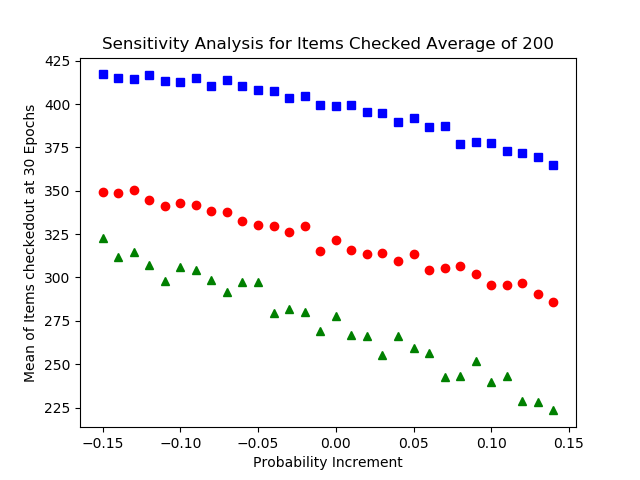 Sensitivity Analysis for Items Checked Average of 200
Mean of Items checkedout at 30 Epochs
425
400
375
350
325
300
275
250
225
−0.15 −0.10 −0.05 0.00 0.05 0.10 0.15
Probability Increment